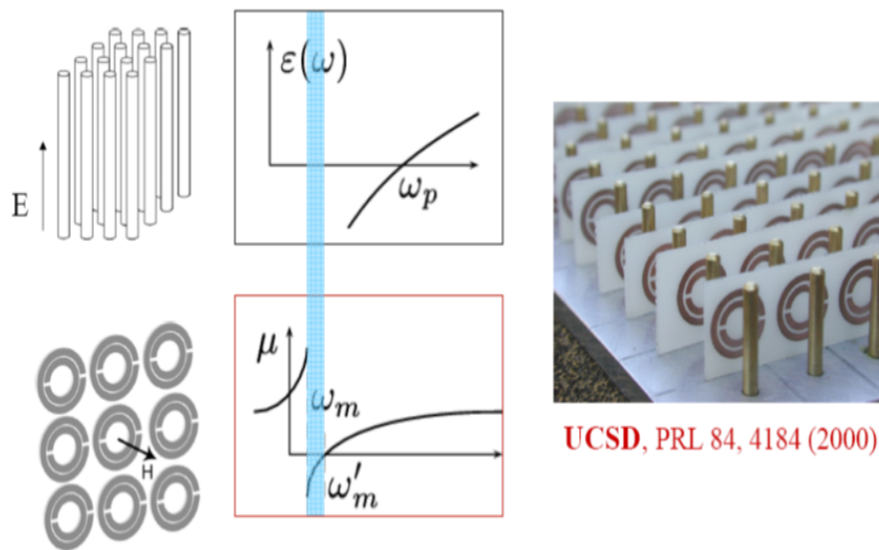 E
ε(ω)
ω_p
μ
ω_m
ω'_m
H
UCSD, PRL 84, 4184 (2000)